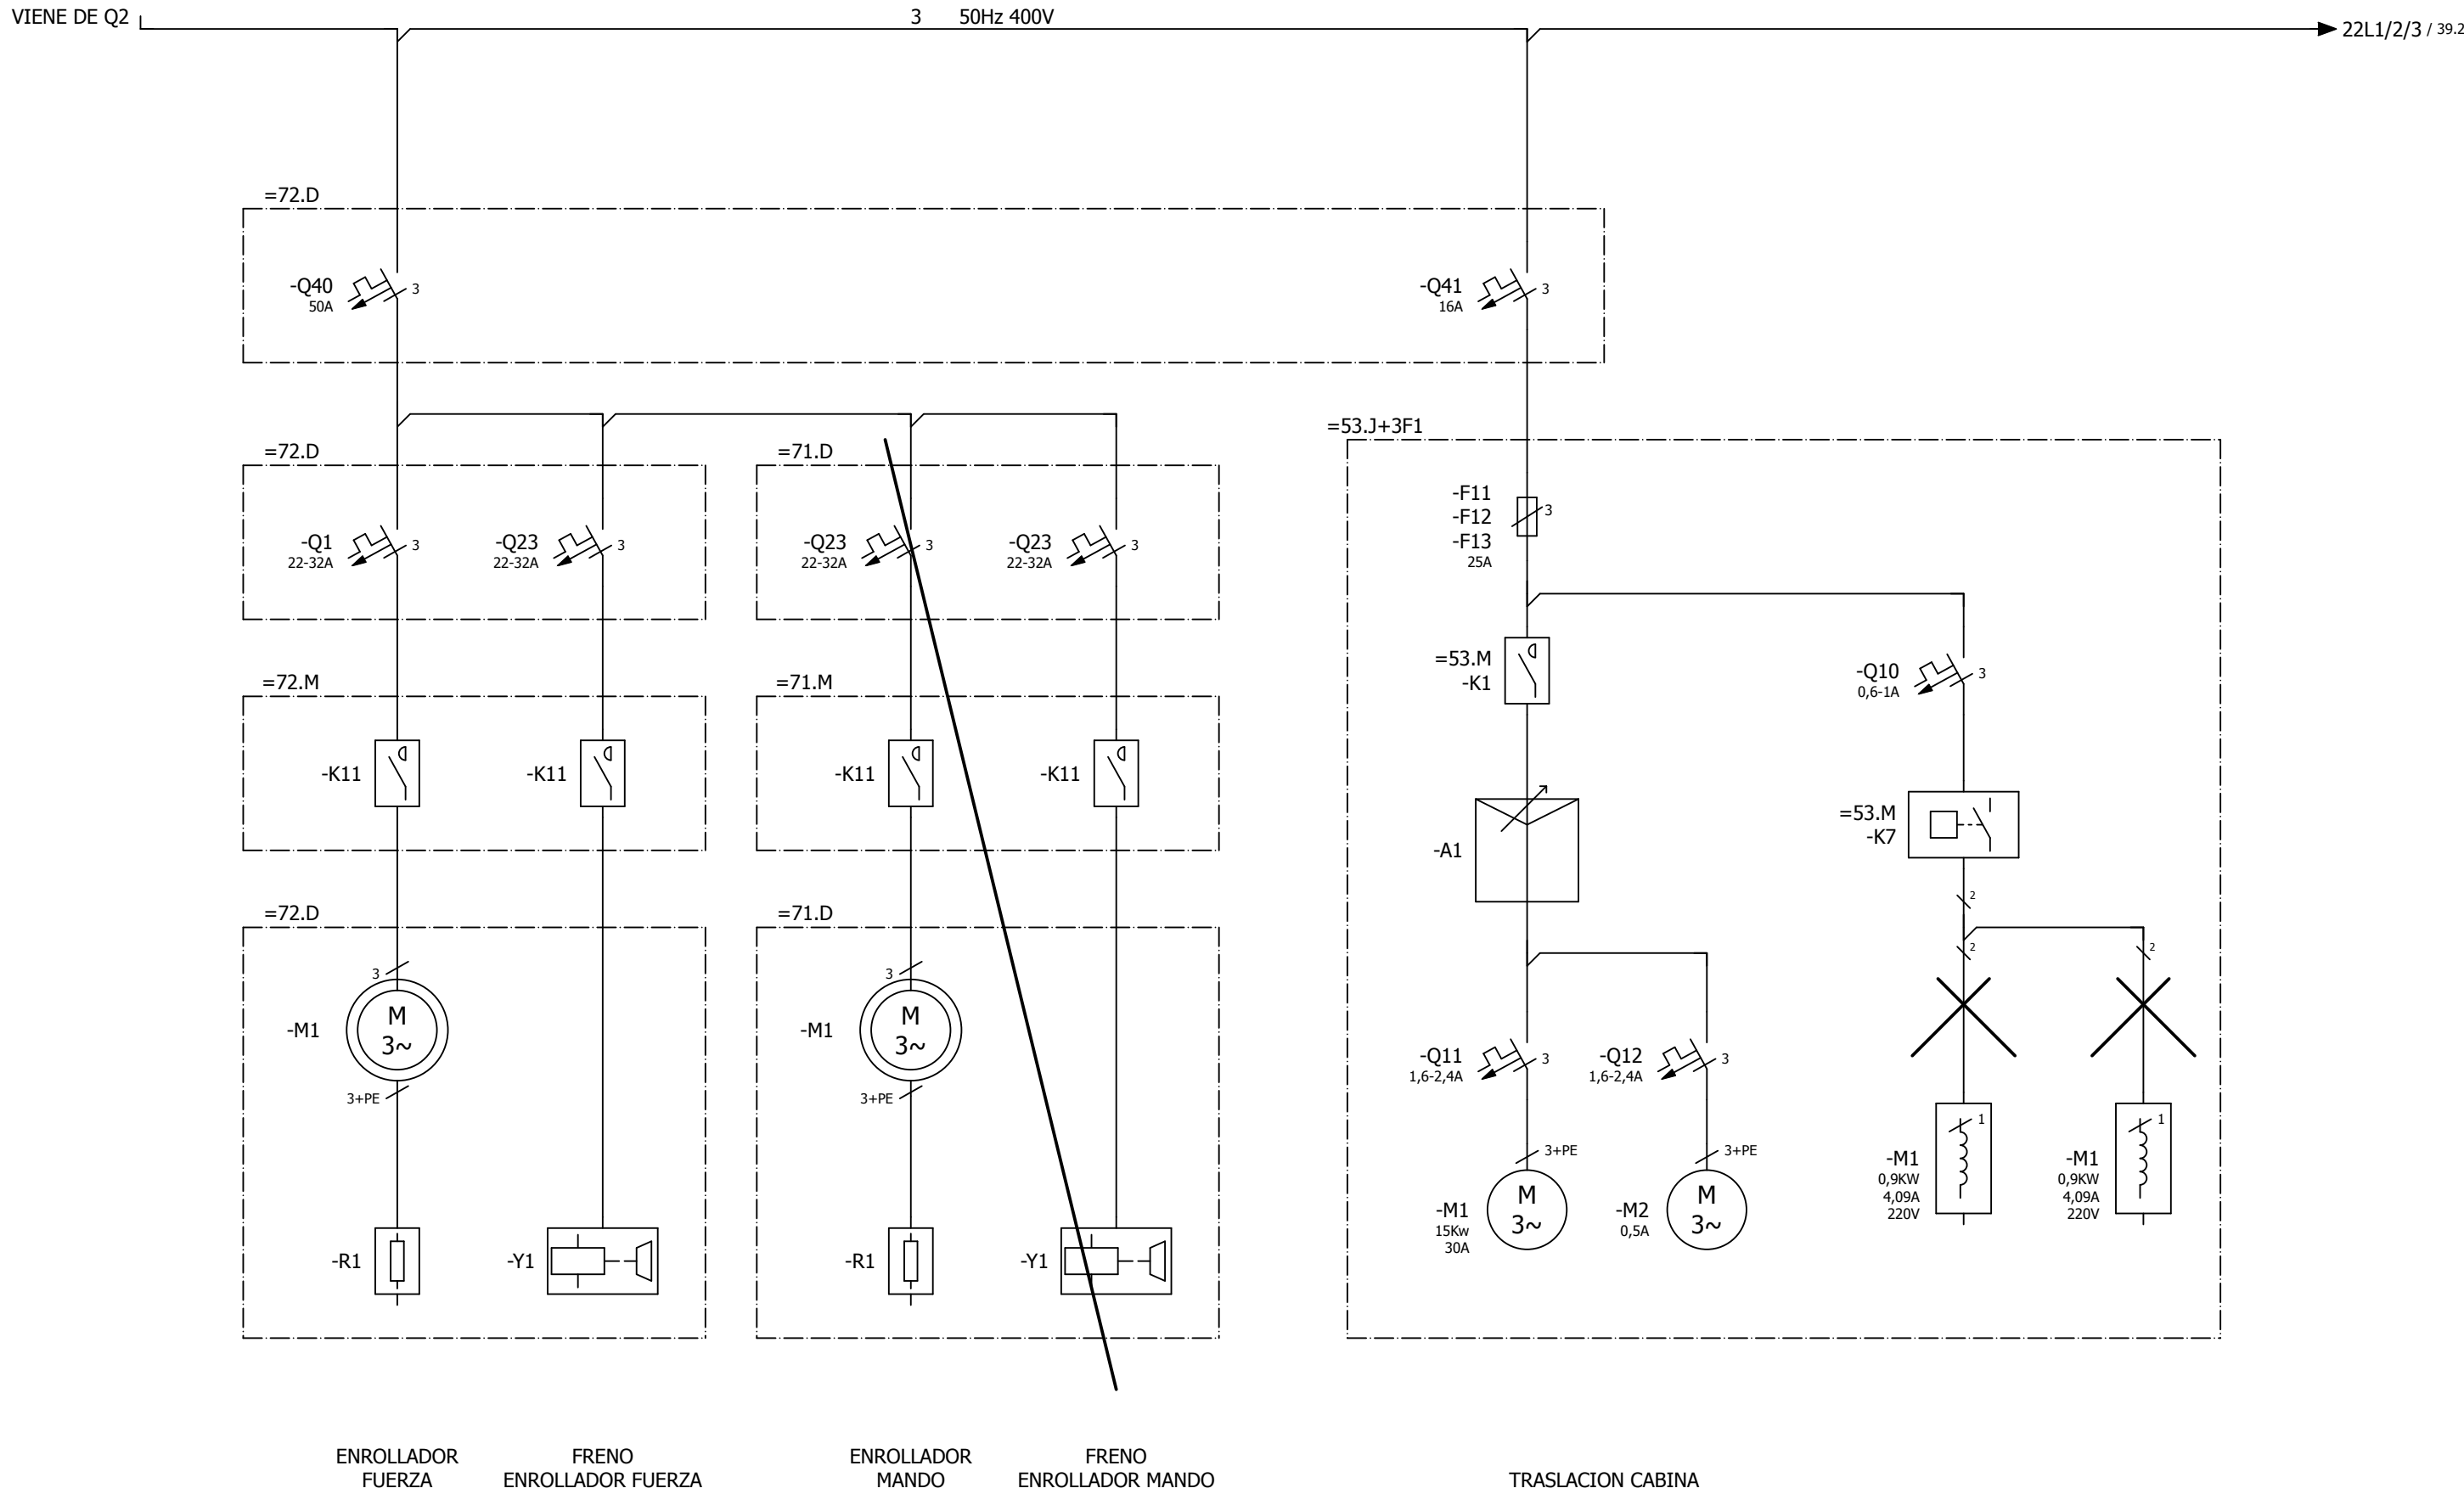 VIENE DE Q2
3 50Hz 400V
22L1/2/3 / 39.2
=72.D
-Q40
50A
3
-Q41
16A
3
=72.D
-Q1
22-32A
3
-Q23
22-32A
3
=71.D
-Q23
22-32A
3
-Q23
22-32A
3
=72.M
-K11
-K11
=71.M
-K11
-K11
=72.D
3
-M1
M
3~
3+PE
-R1
-Y1
=71.D
3
-M1
M
3~
3+PE
-R1
-Y1
=53.J+3F1
-F11
-F12
-F13
25A
3
=53.M
-K1
-Q10
0,6-1A
3
-A1
=53.M
-K7
2
2
2
-Q11
1,6-2,4A
3
-Q12
1,6-2,4A
3
3+PE
-M1
15Kw
30A
M
3~
3+PE
-M2
0,5A
M
3~
1
-M1
0,9KW
4,09A
220V
1
-M1
0,9KW
4,09A
220V
ENROLLADOR
FUERZA
FRENO
ENROLLADOR FUERZA
ENROLLADOR
MANDO
FRENO
ENROLLADOR MANDO
TRASLACION CABINA